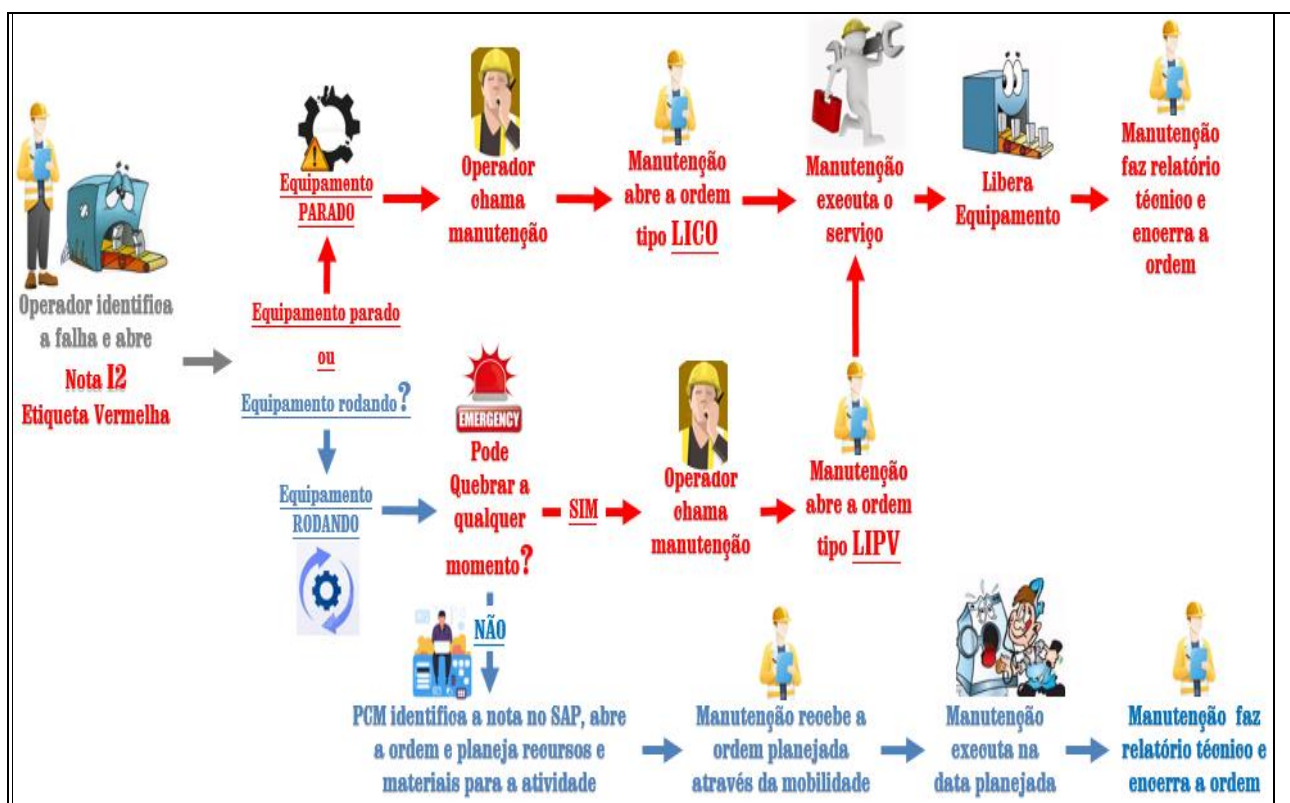 Operador identifica
a falha e abre
Nota I2
Etiqueta Vermelha
Equipamento parado
ou
Equipamento rodando?
Equipamento
PARADO
Operador
chama
manutenção
Manutenção
abre a ordem
tipo LICO
Manutenção
executa o
serviço
Libera
Equipamento
Manutenção
faz relatório
técnico e
encerra a
ordem
Equipamento
RODANDO
EMERGENCY
Pode
Quebrar a
qualquer
momento?
SIM
Operador
chama
manutenção
Manutenção
abre a ordem
tipo LIPV
NÃO
PCM identifica a nota no SAP, abre
a ordem e planeja recursos e
materiais para a atividade
Manutenção recebe a
ordem planejada
através da mobilidade
Manutenção
executa na
data planejada
Manutenção faz
relatório técnico e
encerra a ordem